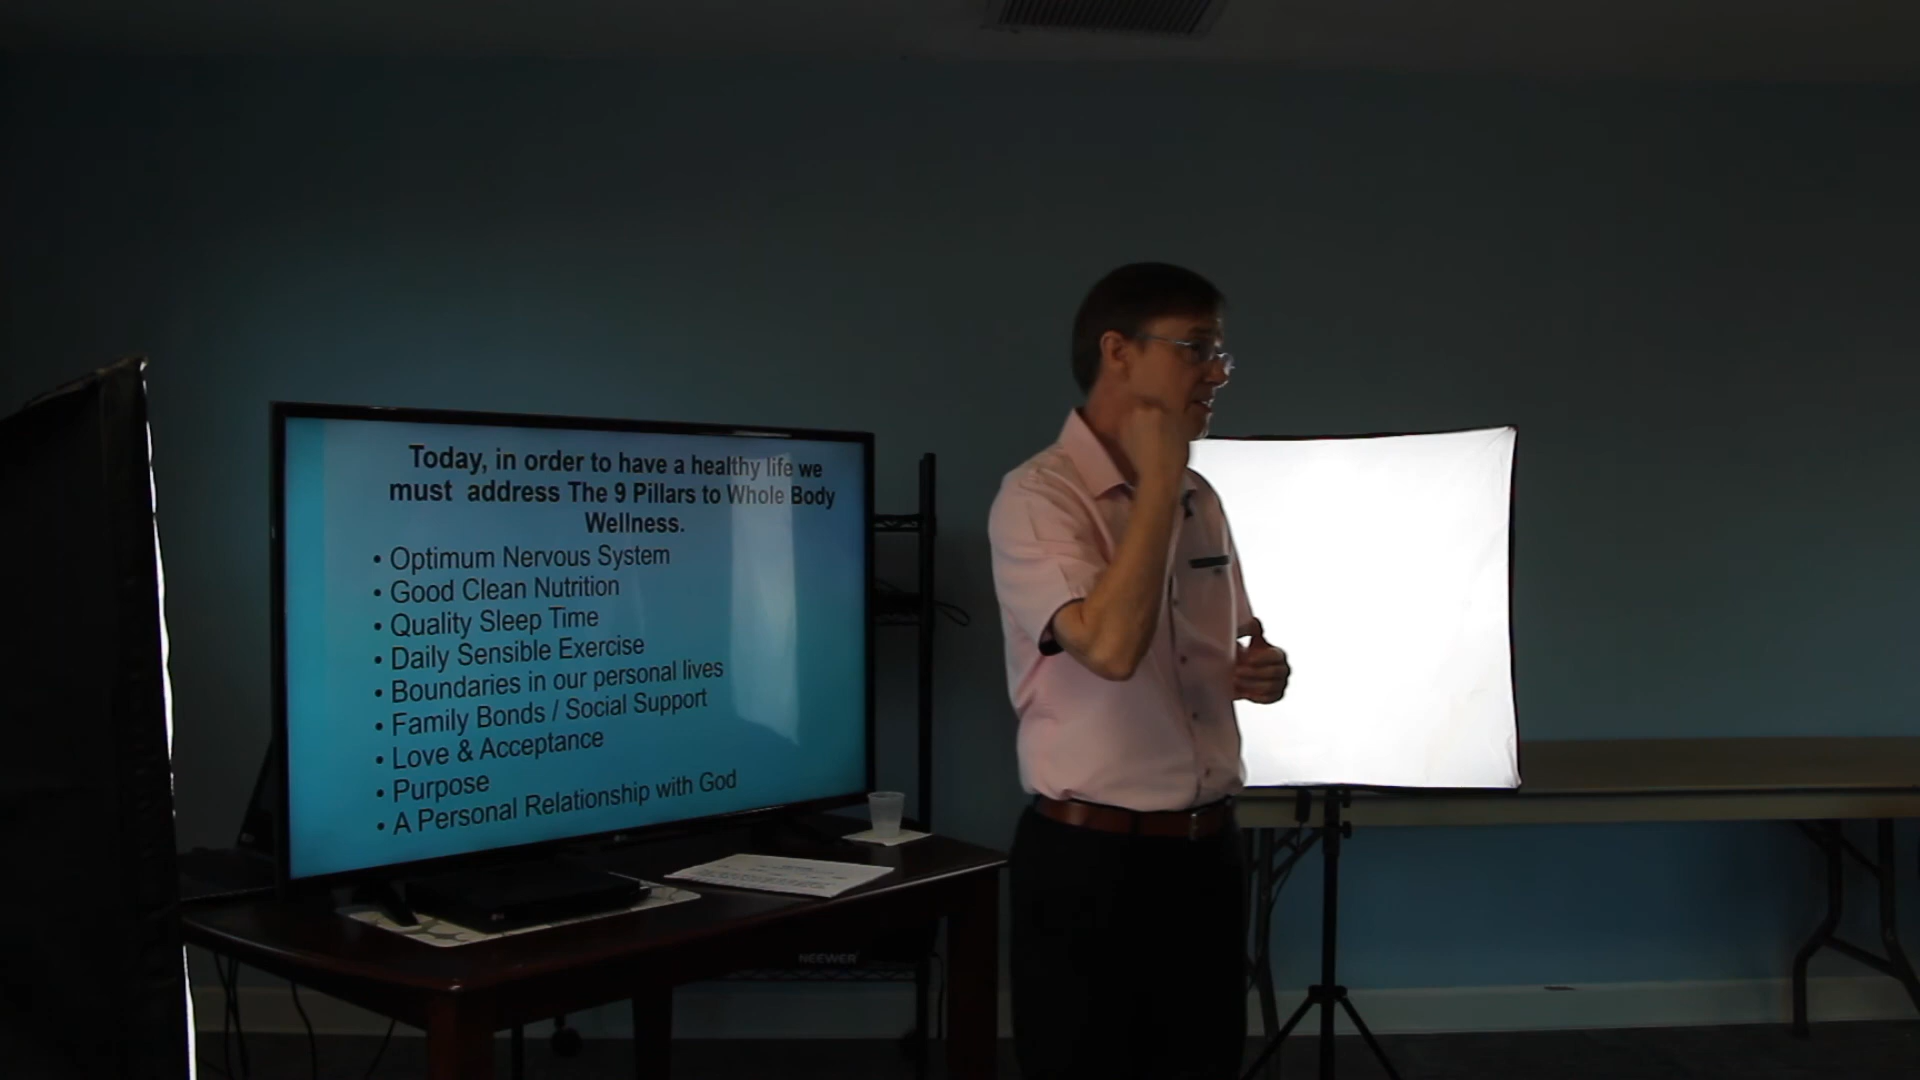 Today, in order to have a healthy life we
must address The 9 Pillars to Whole Body
Wellness.
• Optimum Nervous System
• Good Clean Nutrition
• Quality Sleep Time
• Daily Sensible Exercise
• Boundaries in our personal lives
• Family Bonds / Social Support
• Love & Acceptance
• Purpose
• A Personal Relationship with God
NEEWER